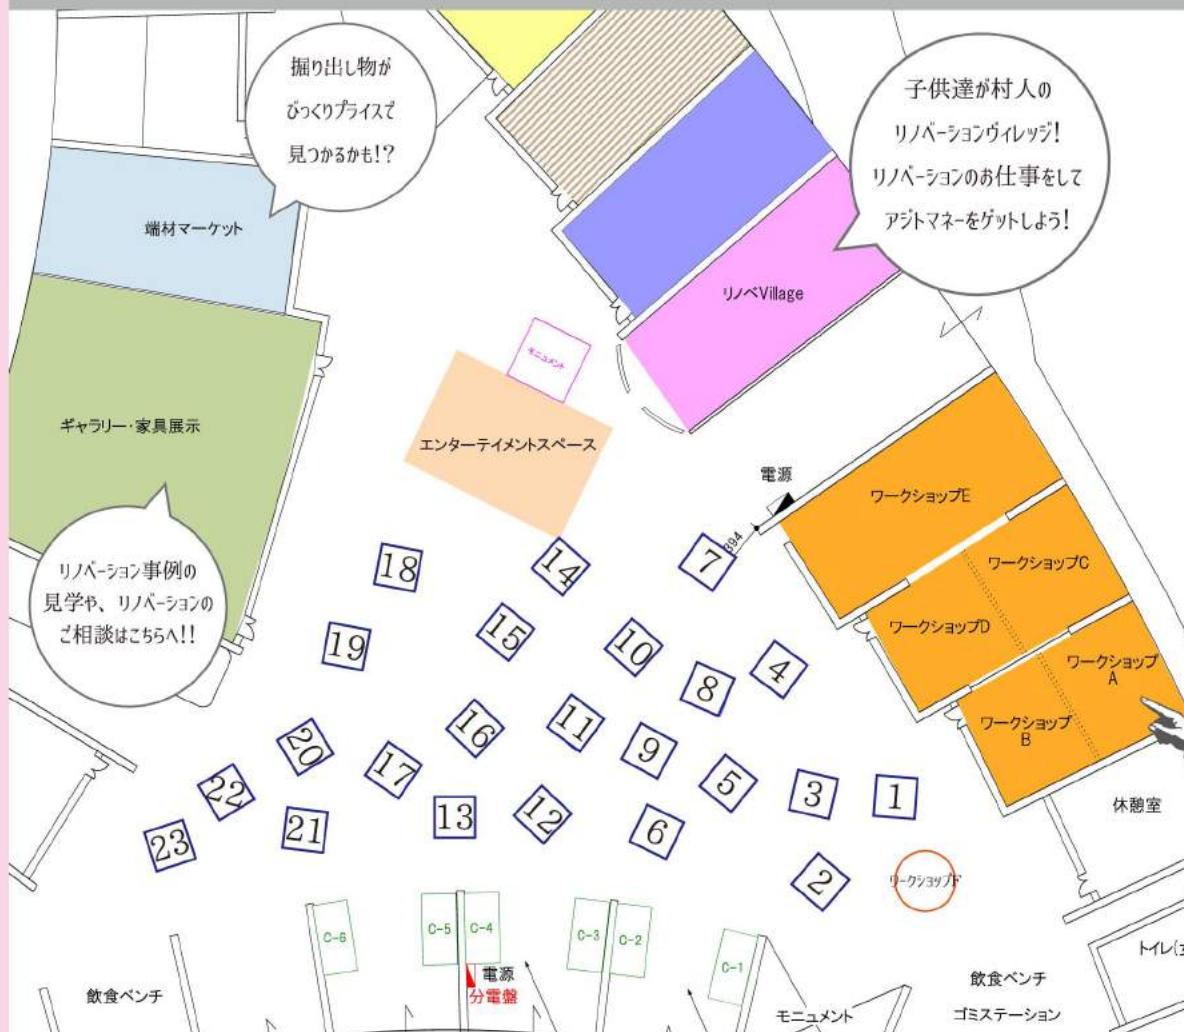 掘り出し物が
びっくりプライスで
見つかるかも!?
子供達が村人の
リノベーションヴィレッジ!
リノベーションのお仕事をして
アジトマネーをゲットしよう!
端材マーケット
リノベVillage
モニュメント
ギャラリー・家具展示
エンターテイメントスペース
電源
394
ワークショップE
ワークショップC
ワークショップD
ワークショップ
A
ワークショップ
B
リノベーション事例の
見学や、リノベーションの
ご相談はこちらへ!!
18
14
7
19
15
10
4
8
16
11
9
20
17
5
3
1
22
13
12
6
21
23
2
休憩室
ワークショップF
C-6
C-5
C-4
C-3
C-2
C-1
電源
分電盤
飲食ベンチ
モニュメント
飲食ベンチ
ゴミステーション
トイレ(